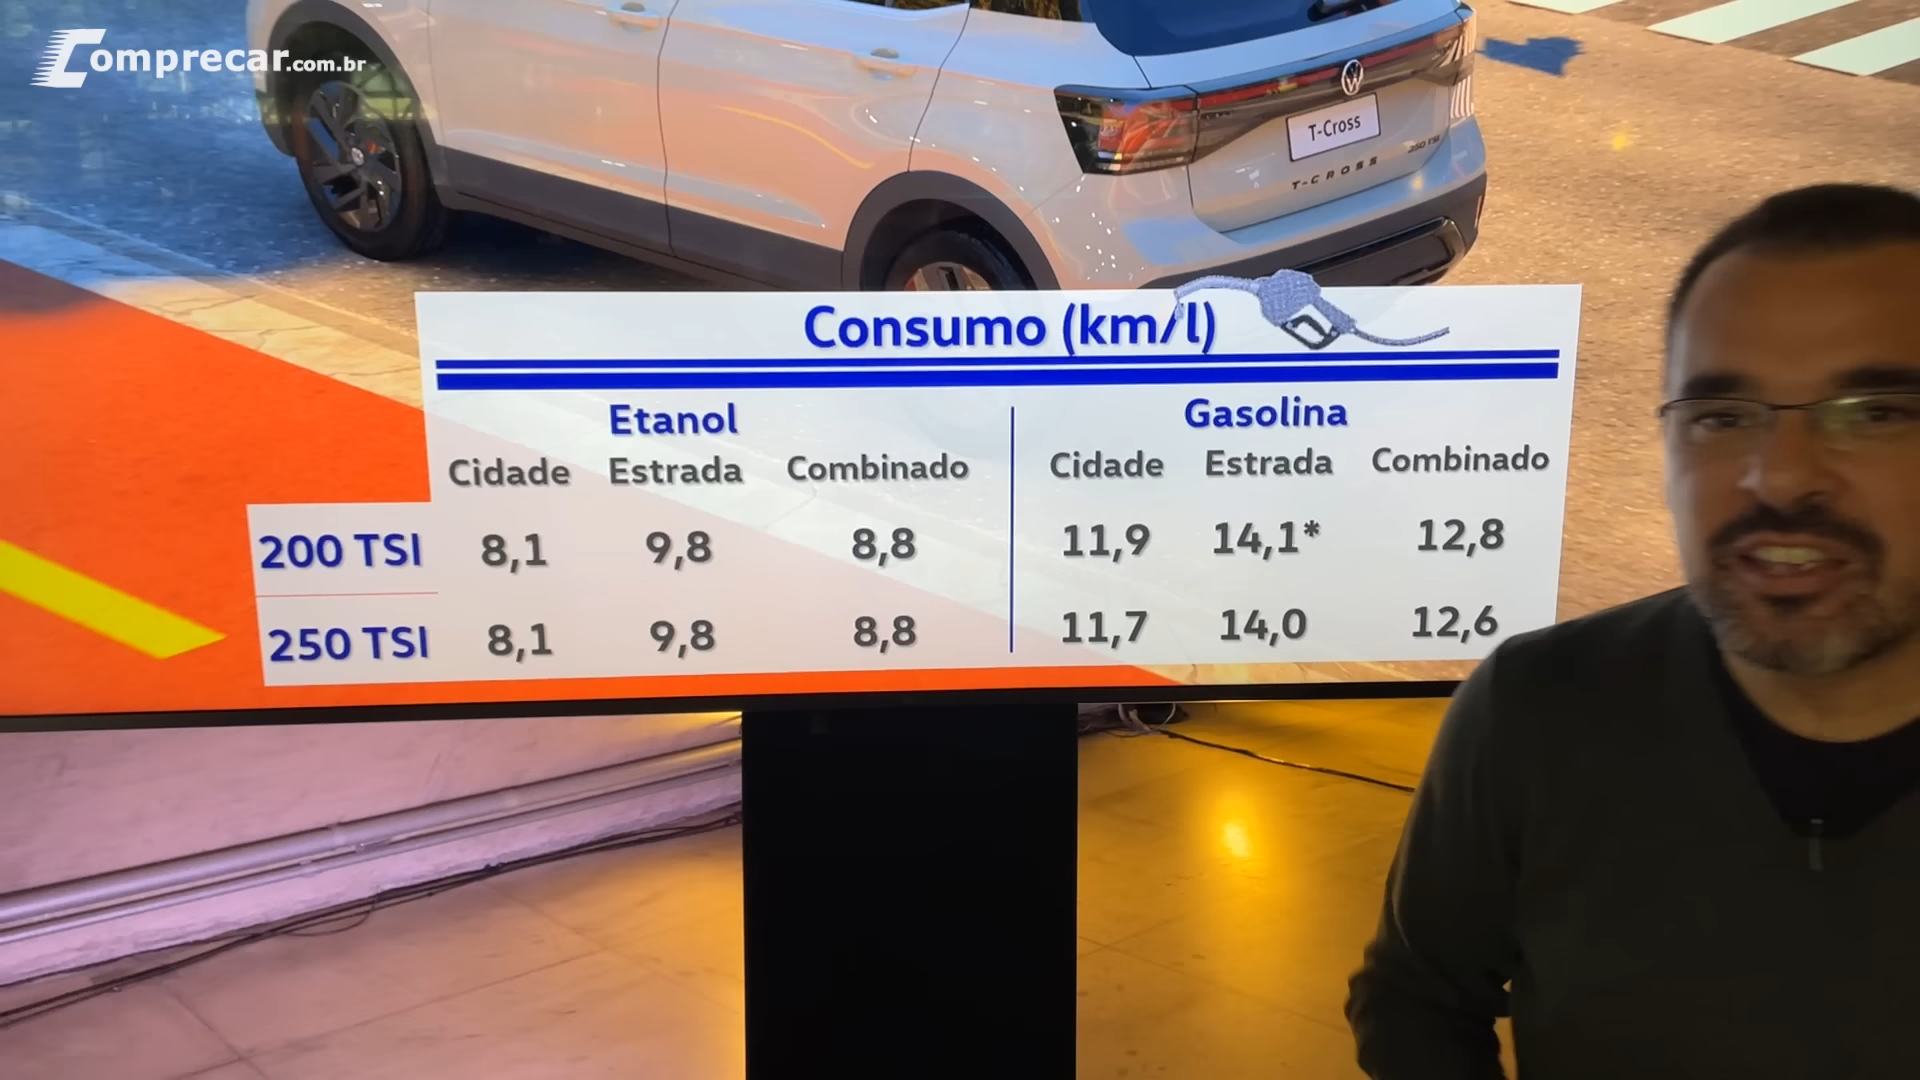 Comprecar.com.br
T-Cross
T-CROSS
250 TSI
Consumo (km/l)
Etanol
Gasolina
Cidade Estrada Combinado Cidade Estrada Combinado
200 TSI 8,1 9,8 8,8 11,9 14,1* 12,8
250 TSI 8,1 9,8 8,8 11,7 14,0 12,6